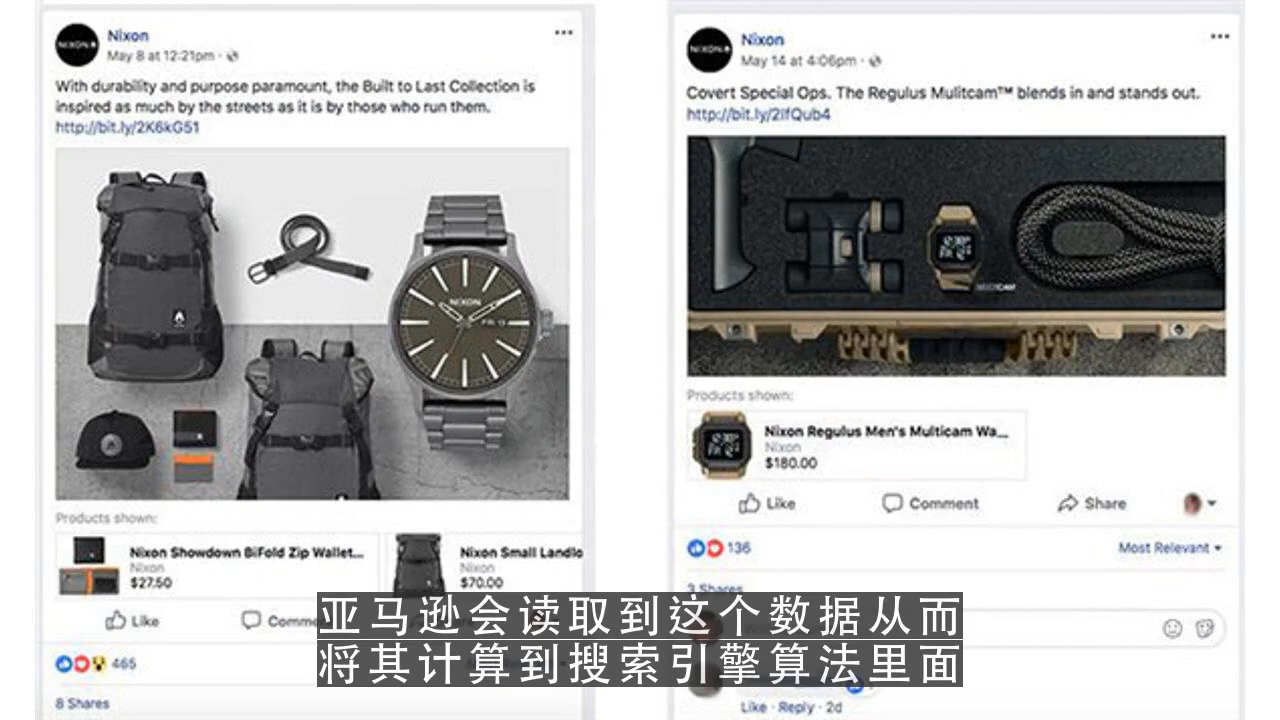 Nixon
May 8 at 12:21pm ·
With durability and purpose paramount, the Built to Last Collection is
inspired as much by the streets as it is by those who run them.
http://bit.ly/2K6kG51
NIXON
Products shown:
Nixon Showdown BiFold Zip Wallet...
Nixon
$27.50
Nixon Small Landlo
Nixon
$70.00
Like
Comme
465
8 Shares
Nixon
May 14 at 4:06pm ·
Covert Special Ops. The Regulus Mulitcam™ blends in and stands out.
http://bit.ly/2IfQub4
Products shown:
Nixon Regulus Men's Multicam Wa...
Nixon
$180.00
Like
Comment
Share
136
Most Relevant
3 Shares
Like · Reply · 2d
亚马逊会读取到这个数据从而
将其计算到搜索引擎算法里面